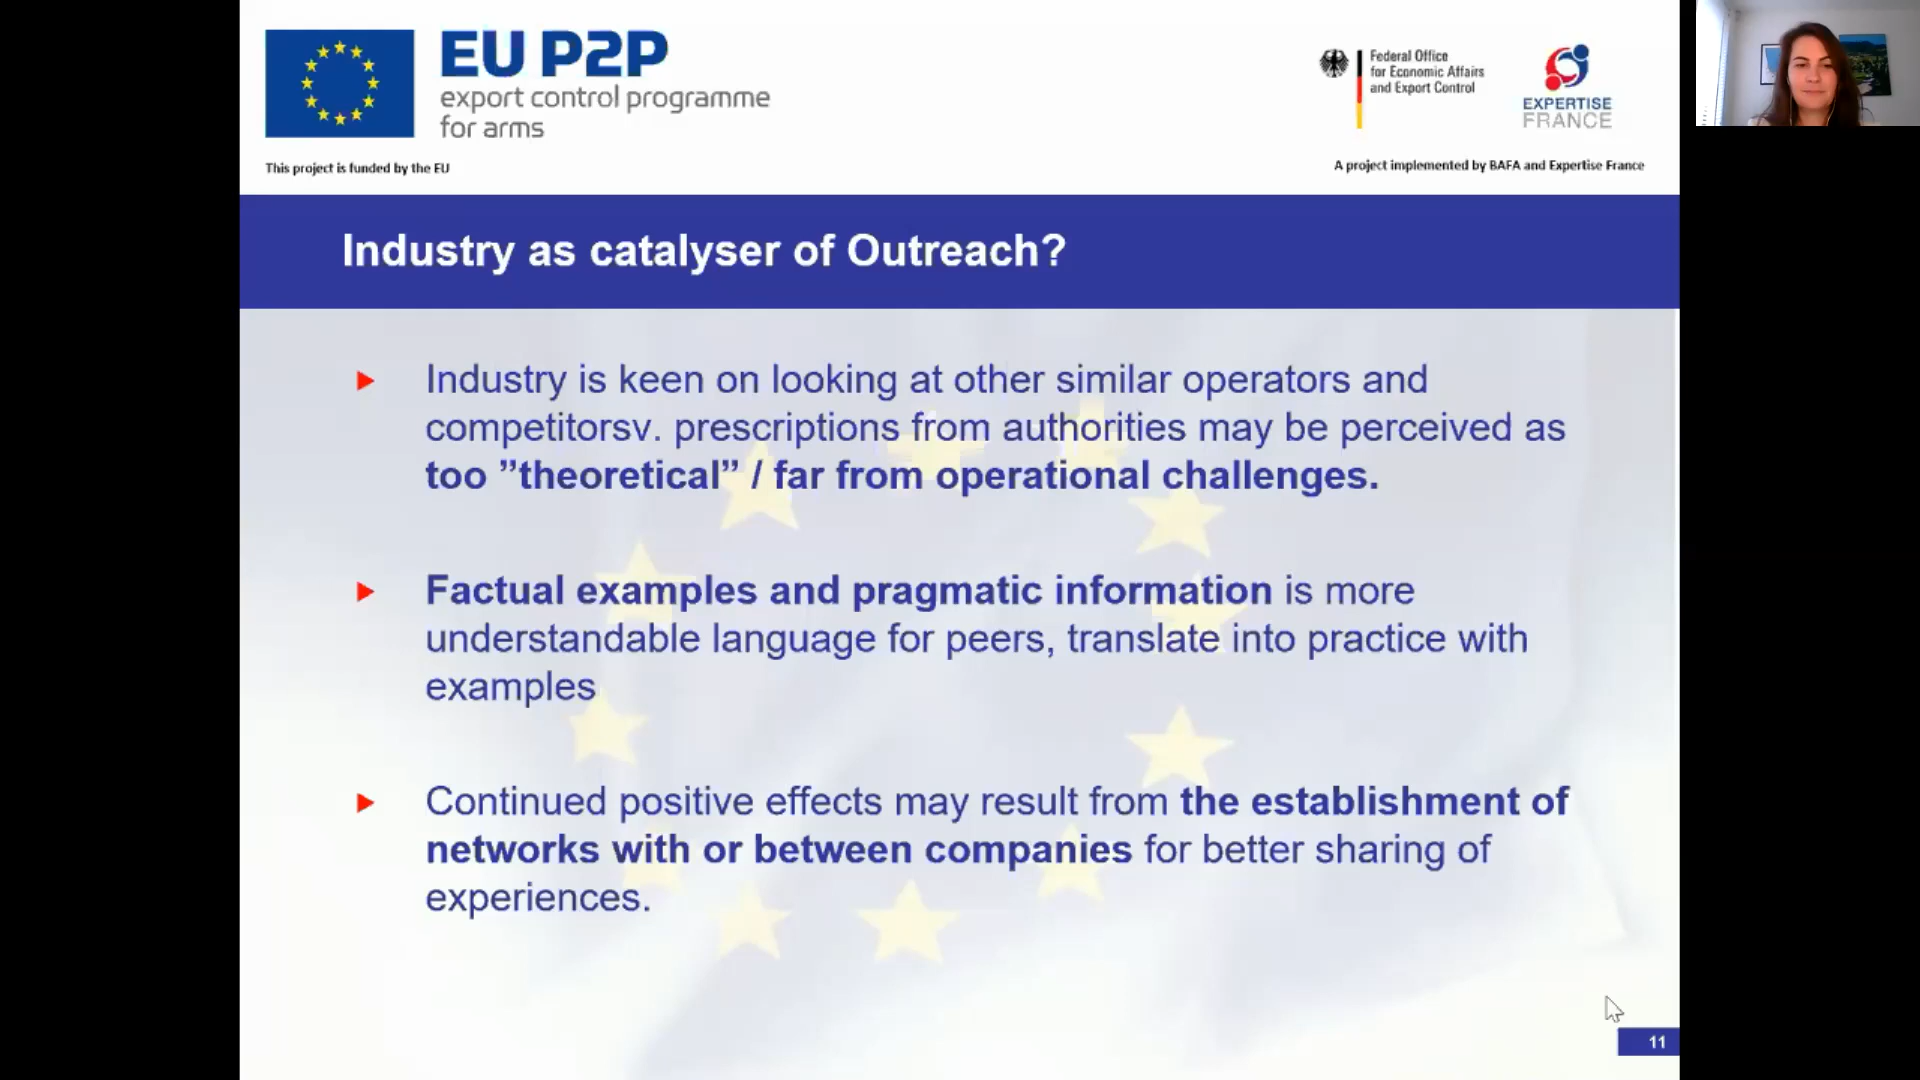 EU P2P
export control programme
for arms
This project is funded by the EU
Federal Office
for Economic Affairs
and Export Control
EXPERTISE
FRANCE
A project implemented by BAFA and Expertise France
Industry as catalyser of Outreach?
Industry is keen on looking at other similar operators and
competitorsv. prescriptions from authorities may be perceived as
too ”theoretical” / far from operational challenges.
Factual examples and pragmatic information is more
understandable language for peers, translate into practice with
examples
Continued positive effects may result from the establishment of
networks with or between companies for better sharing of
experiences.
11